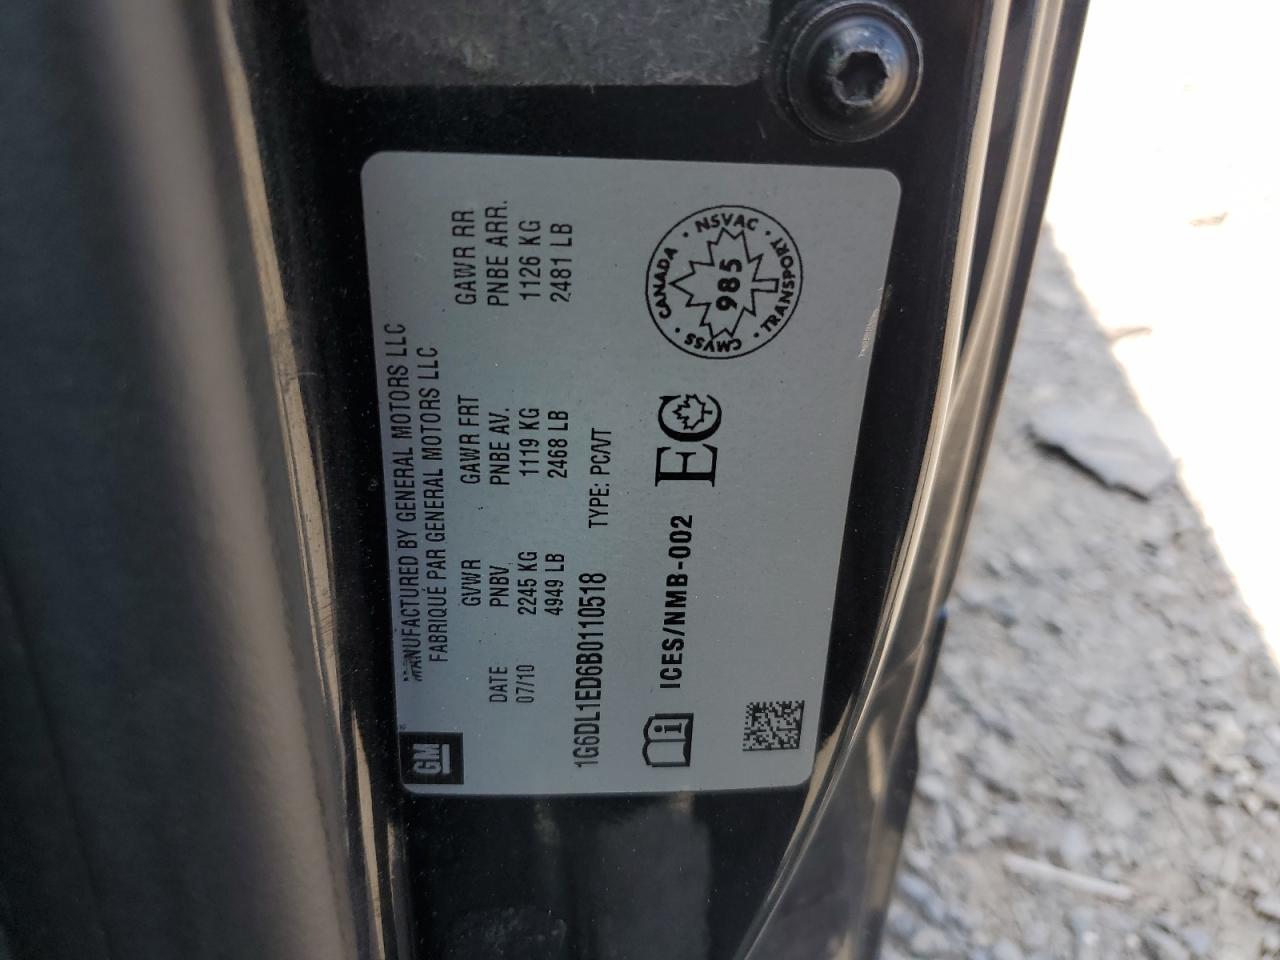 MANUFACTURED BY GENERAL MOTORS LLC
FABRIQUÉ PAR GENERAL MOTORS LLC
GM
DATE GVWR GAWR FRT GAWR RR
PNBV PNBE AV. PNBE ARR.
07/10 2245 KG 1119 KG 1126 KG
4949 LB 2468 LB 2481 LB
1G6DL1ED6B0110518 TYPE: PC/VT
ICES/NMB-002 EC
CANADA · NSVAC · TRANSPORT · CMVSS ·
985